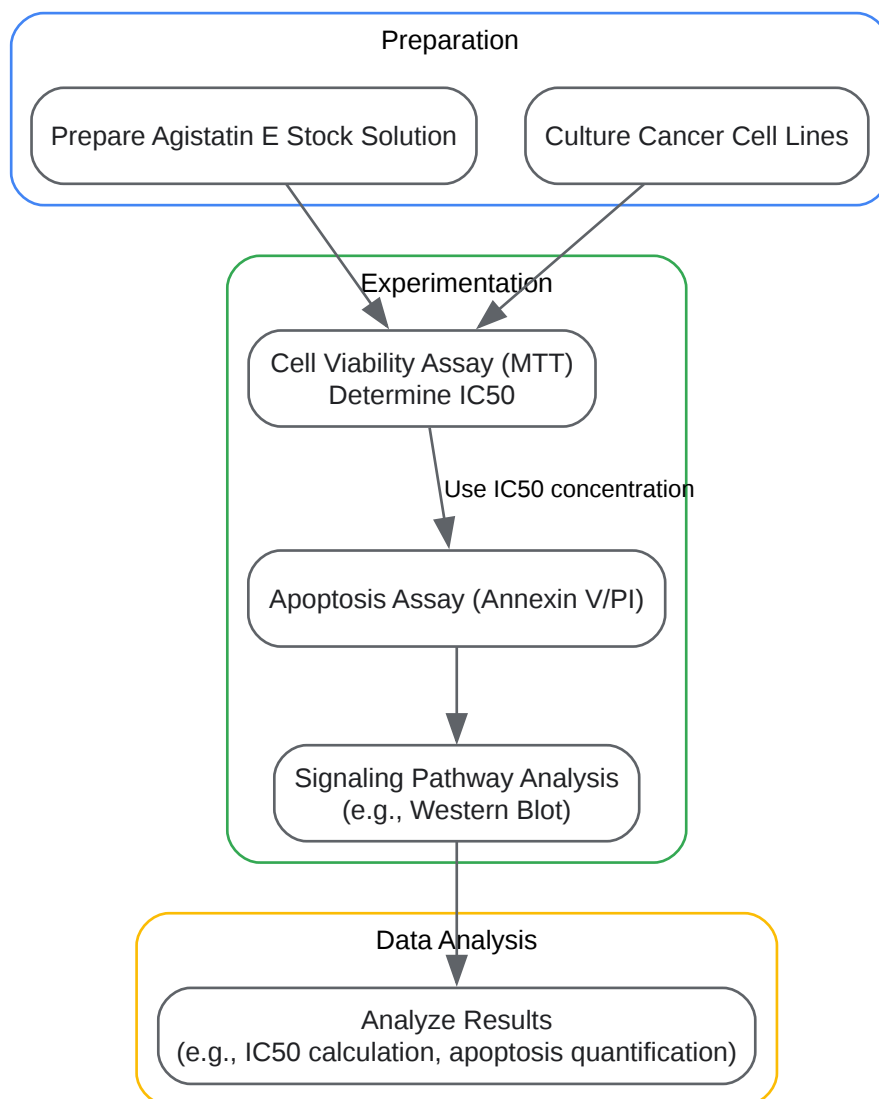 Preparation
Prepare Agistatin E Stock Solution
Culture Cancer Cell Lines
Experimentation
Cell Viability Assay (MTT)
Determine IC50
Use IC50 concentration
Apoptosis Assay (Annexin V/PI)
Signaling Pathway Analysis
(e.g., Western Blot)
Data Analysis
Analyze Results
(e.g., IC50 calculation, apoptosis quantification)